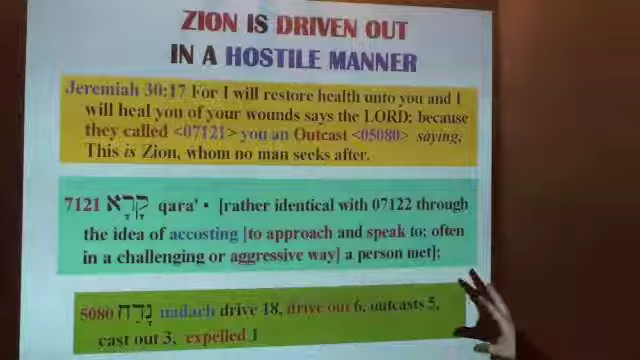 ZION IS DRIVEN OUT
IN A HOSTILE MANNER
Jeremiah 30:17 For I will restore health unto you and I
will heal you of your wounds says the LORD; because
they called <07121> you an Outcast <05080> saying,
This is Zion, whom no man seeks after.
7121 קָרָא qara' • [rather identical with 07122 through
the idea of accosting [to approach and speak to; often
in a challenging or aggressive way] a person met];
5080 נָדַח nadach drive 18, drive out 6, outcasts 5,
cast out 3, expelled 1